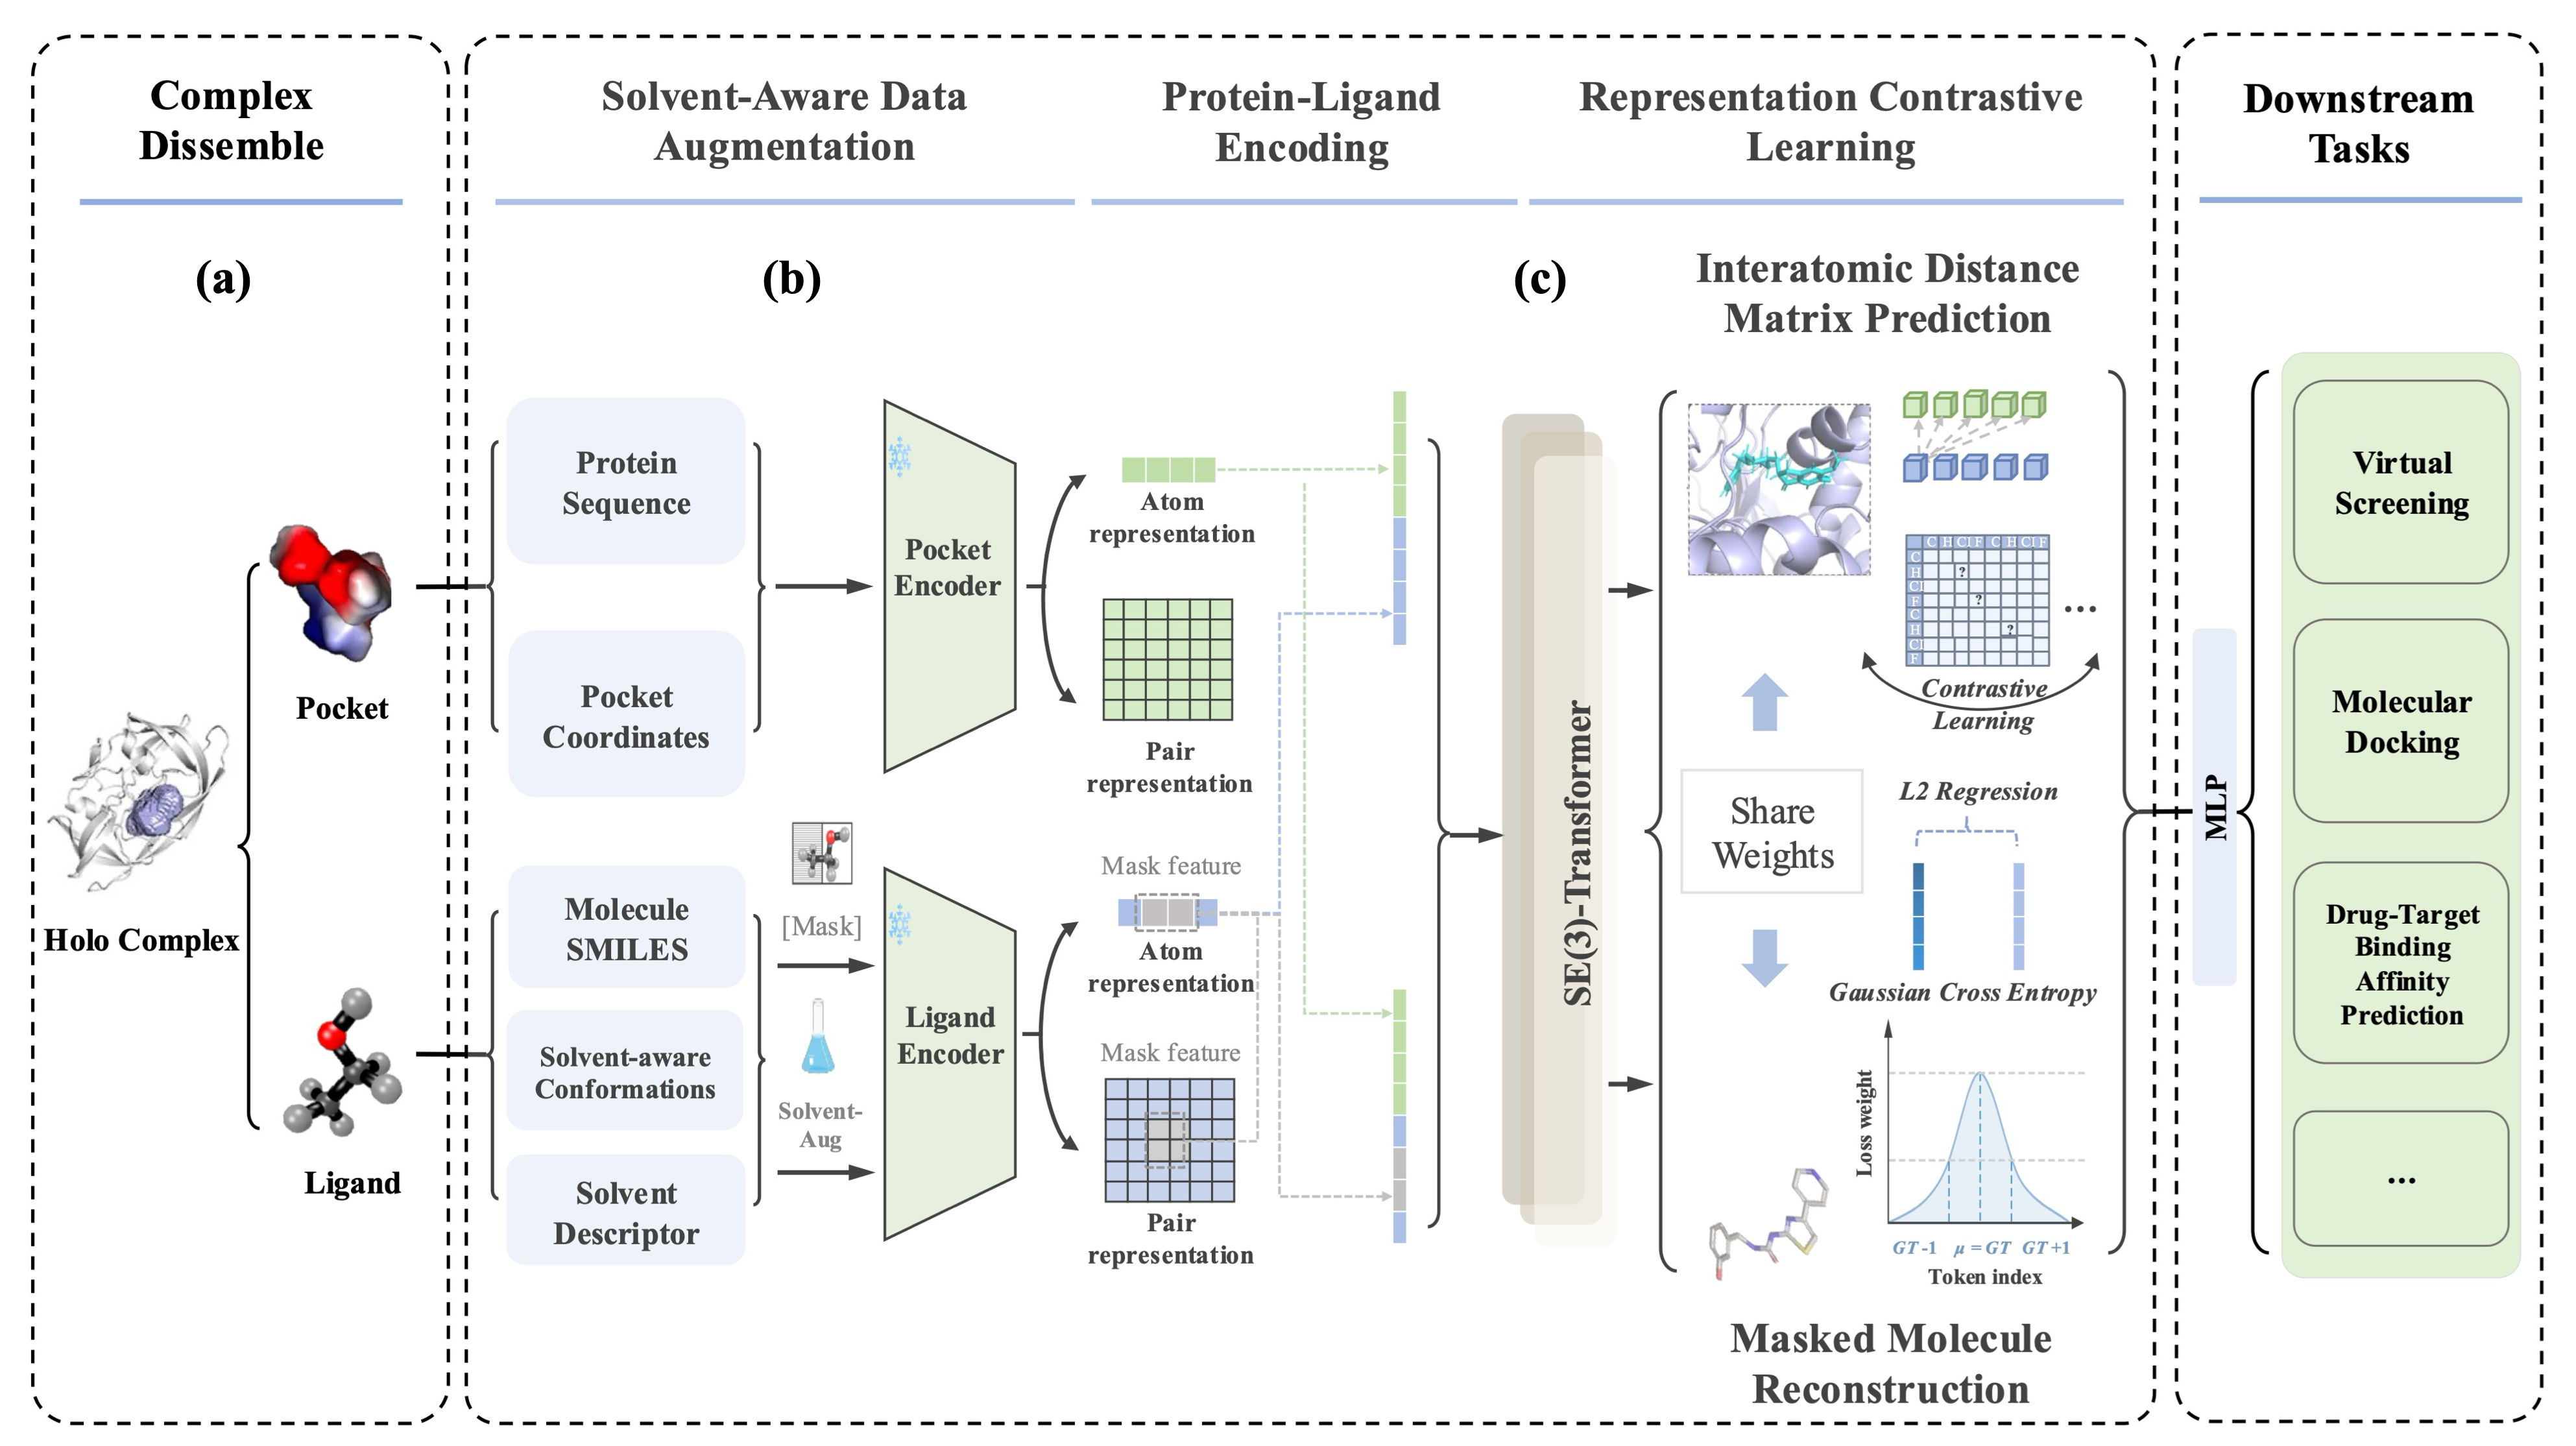 Complex
Dissemble
Solvent-Aware Data
Augmentation
Protein-Ligand
Encoding
Representation Contrastive
Learning
Downstream
Tasks
(a)
(b)
(c)
Holo Complex
Pocket
Ligand
Protein
Sequence
Pocket
Coordinates
Molecule
SMILES
Solvent-aware
Conformations
Solvent
Descriptor
[Mask]
Solvent-
Aug
Pocket
Encoder
Ligand
Encoder
Atom
representation
Pair
representation
Mask feature
Atom
representation
Mask feature
Pair
representation
SE(3)-Transformer
Interatomic Distance
Matrix Prediction
C H Cl F C H Cl F
C
H ?
Cl
F ?
C
H ?
Cl
F
...
Contrastive
Learning
Share
Weights
L2 Regression
Gaussian Cross Entropy
Loss weight
GT-1 μ = GT GT+1
Token index
Masked Molecule
Reconstruction
MLP
Virtual
Screening
Molecular
Docking
Drug-Target
Binding
Affinity
Prediction
...